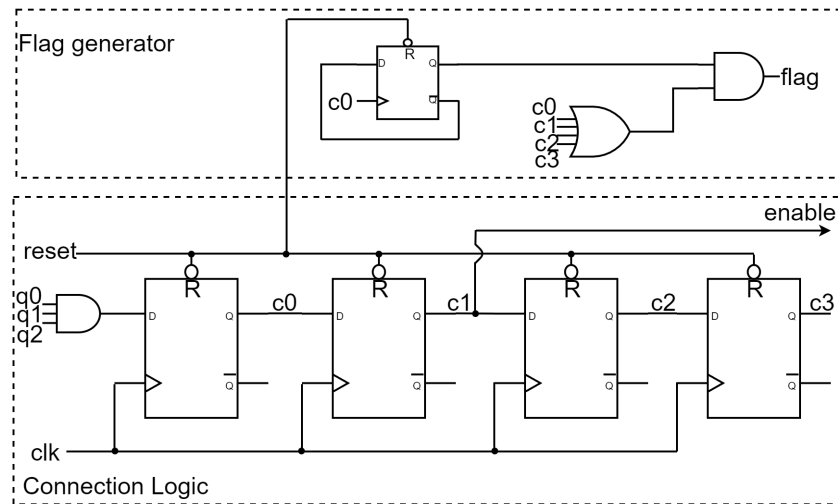 Flag generator
R
D Q
c0 Q
flag
c0
c1
c2
c3
enable
reset
R R R R
q0
q1
q2
D Q c0 D Q c1 D Q c2 D Q c3
Q Q Q Q
clk
Connection Logic